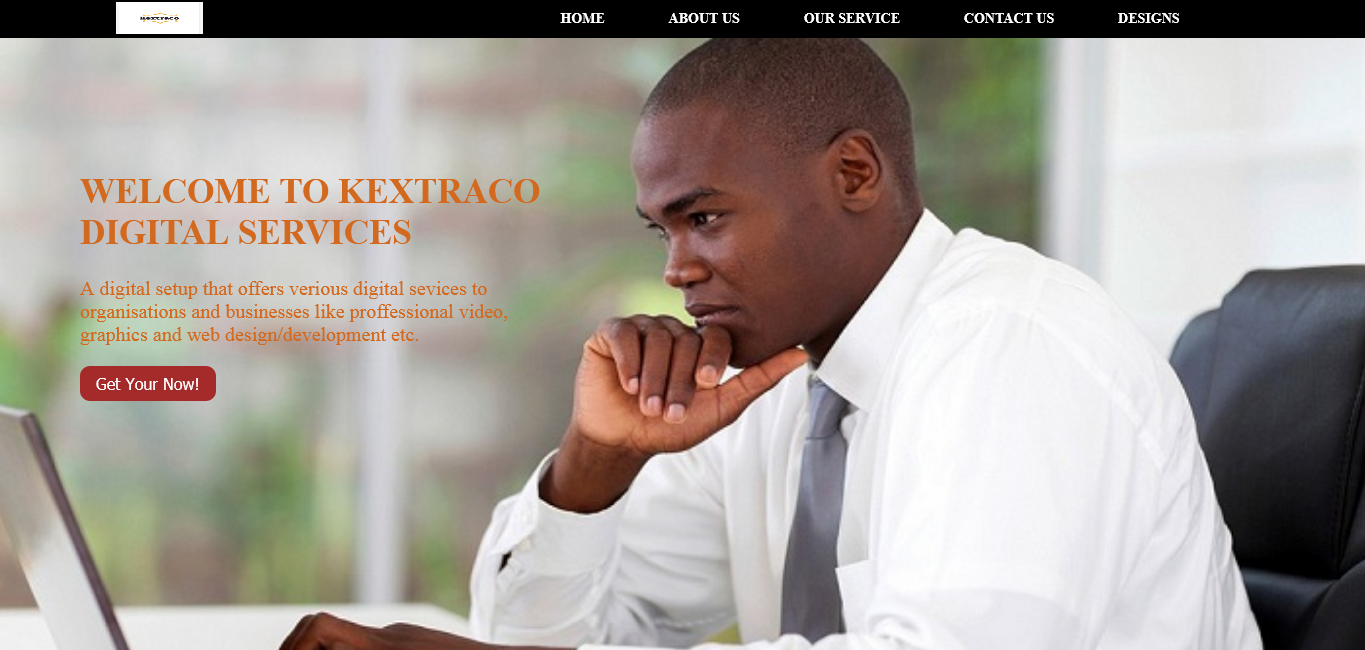 Kextraco
HOME ABOUT US OUR SERVICE CONTACT US DESIGNS
WELCOME TO KEXTRACO
DIGITAL SERVICES
A digital setup that offers verious digital sevices to
organisations and businesses like proffessional video,
graphics and web design/development etc.
Get Your Now!